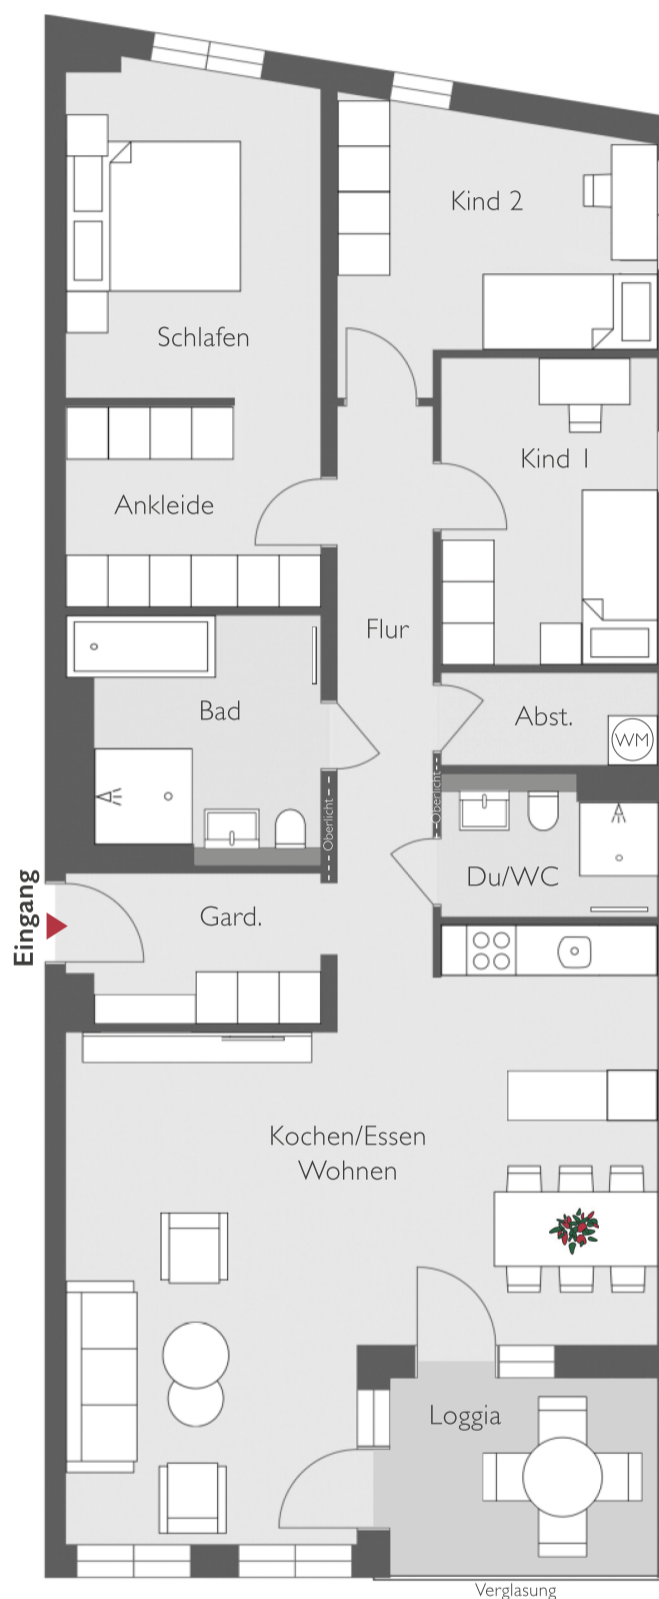 Kind 2
Schlafen
Kind 1
Ankleide
Flur
Bad
Abst.
WM
Oberlicht
Oberlicht
Du/WC
Eingang
Gard.
Kochen/Essen
Wohnen
Loggia
Verglasung